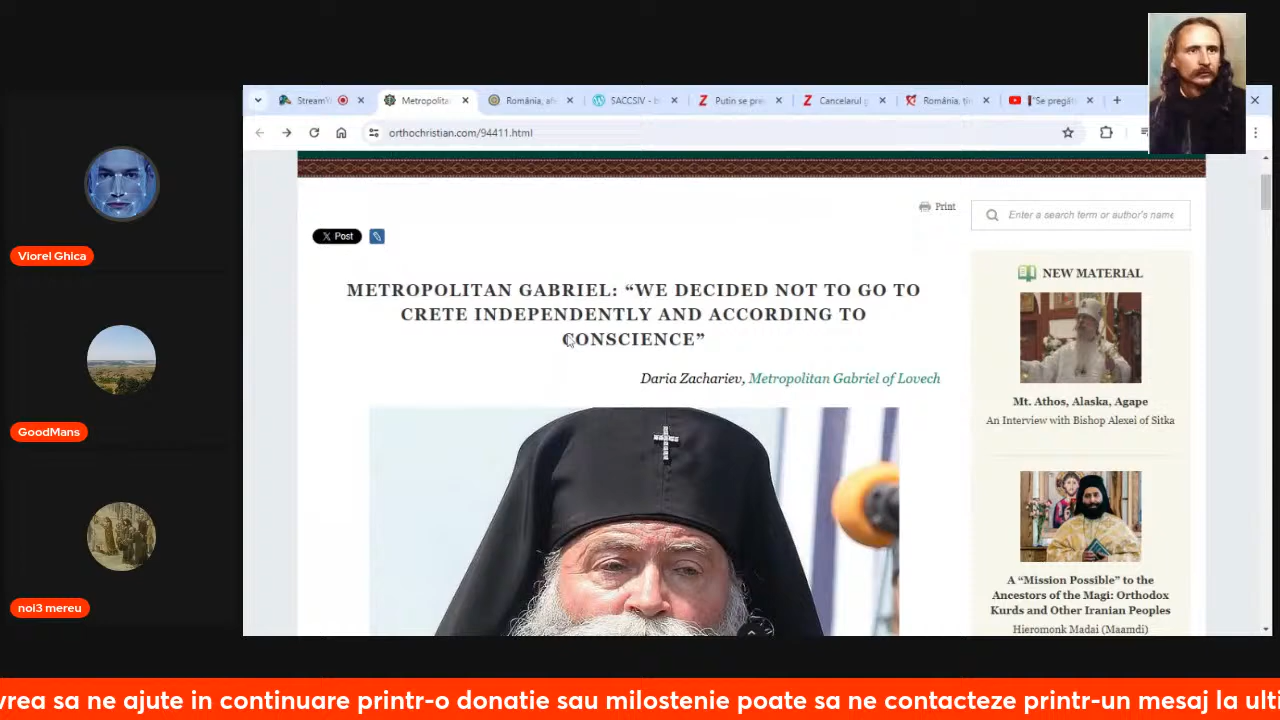 StreamY
Metropolita
România, af
SACCSIV - b
Putin se pre
Cancelarul g
România, țin
"Se pregăt
orthochristian.com/94411.html
Print
Enter a search term or author's name
Post
NEW MATERIAL
METROPOLITAN GABRIEL: “WE DECIDED NOT TO GO TO
CRETE INDEPENDENTLY AND ACCORDING TO
CONSCIENCE”
Daria Zachariev, Metropolitan Gabriel of Lovech
Mt. Athos, Alaska, Agape
An Interview with Bishop Alexei of Sitka
A “Mission Possible” to the
Ancestors of the Magi: Orthodox
Kurds and Other Iranian Peoples
Hieromonk Madai (Maamdi)
Viorel Ghica
GoodMans
noi3 mereu
vrea sa ne ajute in continuare printr-o donatie sau milostenie poate sa ne contacteze printr-un mesaj la ulti